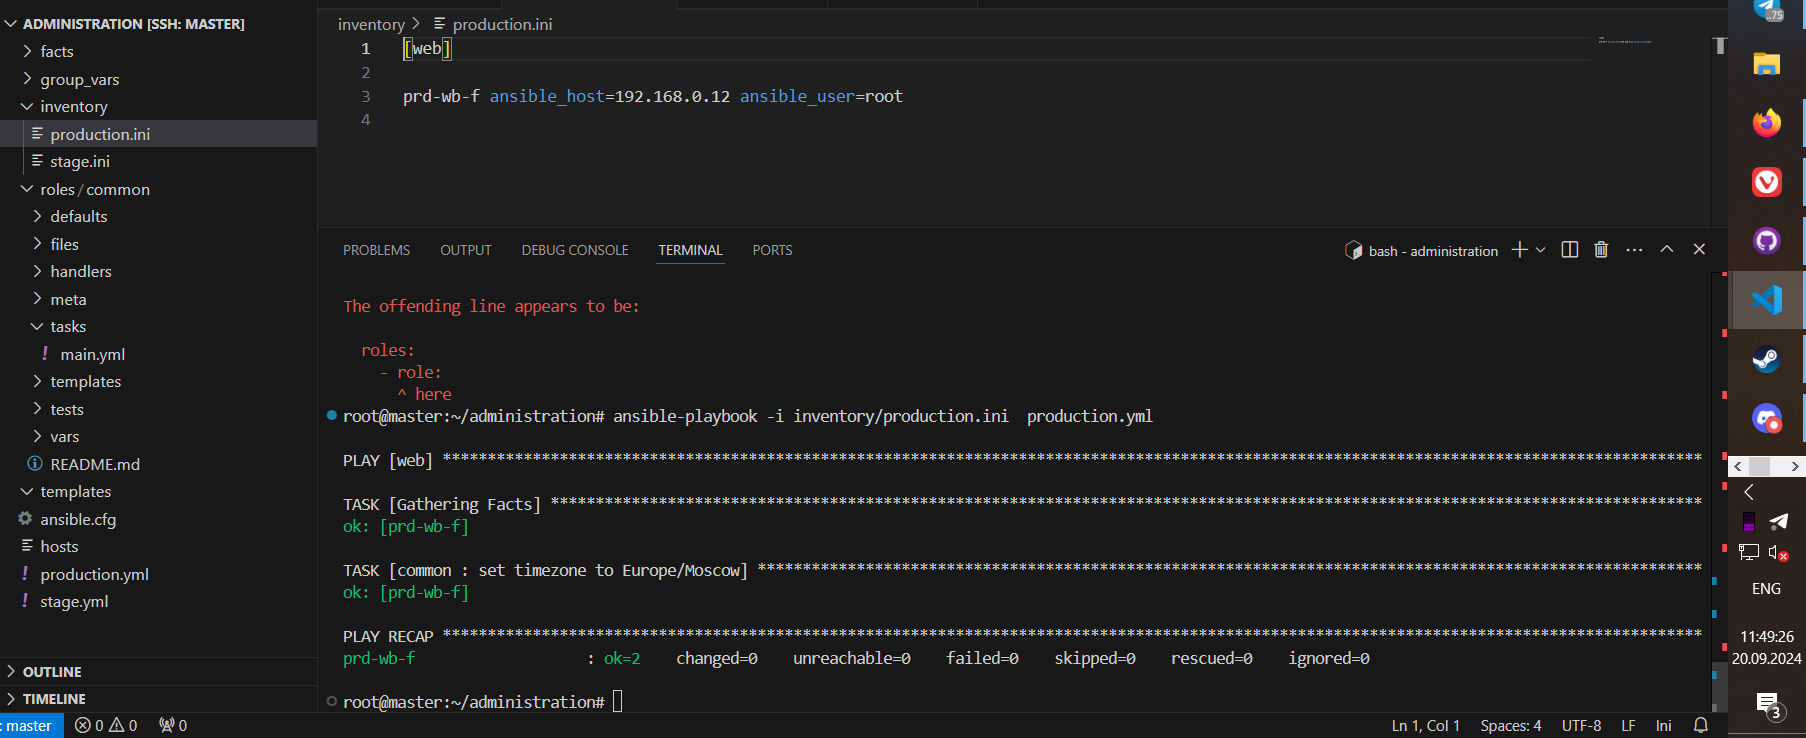 ADMINISTRATION [SSH: MASTER]
facts
group_vars
inventory
production.ini
stage.ini
roles / common
defaults
files
handlers
meta
tasks
! main.yml
templates
tests
vars
README.md
templates
ansible.cfg
hosts
! production.yml
! stage.yml
OUTLINE
TIMELINE
inventory > production.ini
1 [web]
2
3 prd-wb-f ansible_host=192.168.0.12 ansible_user=root
4
PROBLEMS OUTPUT DEBUG CONSOLE TERMINAL PORTS
bash - administration
The offending line appears to be:
roles:
- role:
^ here
root@master:~/administration# ansible-playbook -i inventory/production.ini  production.yml
PLAY [web] ********************************************************************************************************************************************
TASK [Gathering Facts] ********************************************************************************************************************************
ok: [prd-wb-f]
TASK [common : set timezone to Europe/Moscow] *********************************************************************************************************
ok: [prd-wb-f]
PLAY RECAP ********************************************************************************************************************************************
prd-wb-f : ok=2 changed=0 unreachable=0 failed=0 skipped=0 rescued=0 ignored=0
root@master:~/administration#
: master 0 0 0
Ln 1, Col 1 Spaces: 4 UTF-8 LF Ini
..75
ENG
11:49:26
20.09.2024
3